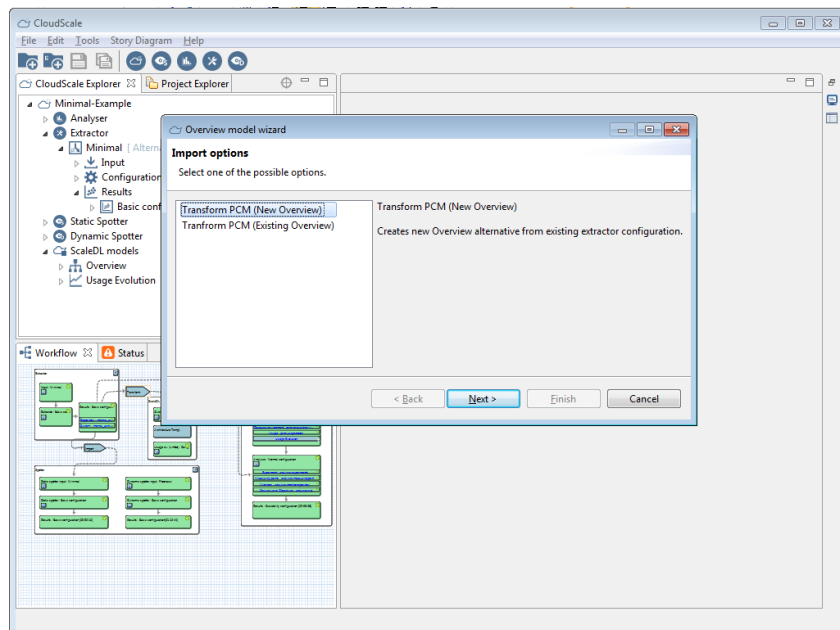 CloudScale
File Edit Tools Story Diagram Help
CloudScale Explorer Project Explorer
Minimal-Example
Analyser
Extractor
Minimal [ Altern
Input
Configuration
Results
Basic conf
Static Spotter
Dynamic Spotter
ScaleDL models
Overview
Usage Evolution
Overview model wizard
Import options
Select one of the possible options.
Transform PCM (New Overview)
Tranfrorm PCM (Existing Overview)
Transform PCM (New Overview)
Creates new Overview alternative from existing extractor configuration.
< Back Next > Finish Cancel
Workflow Status